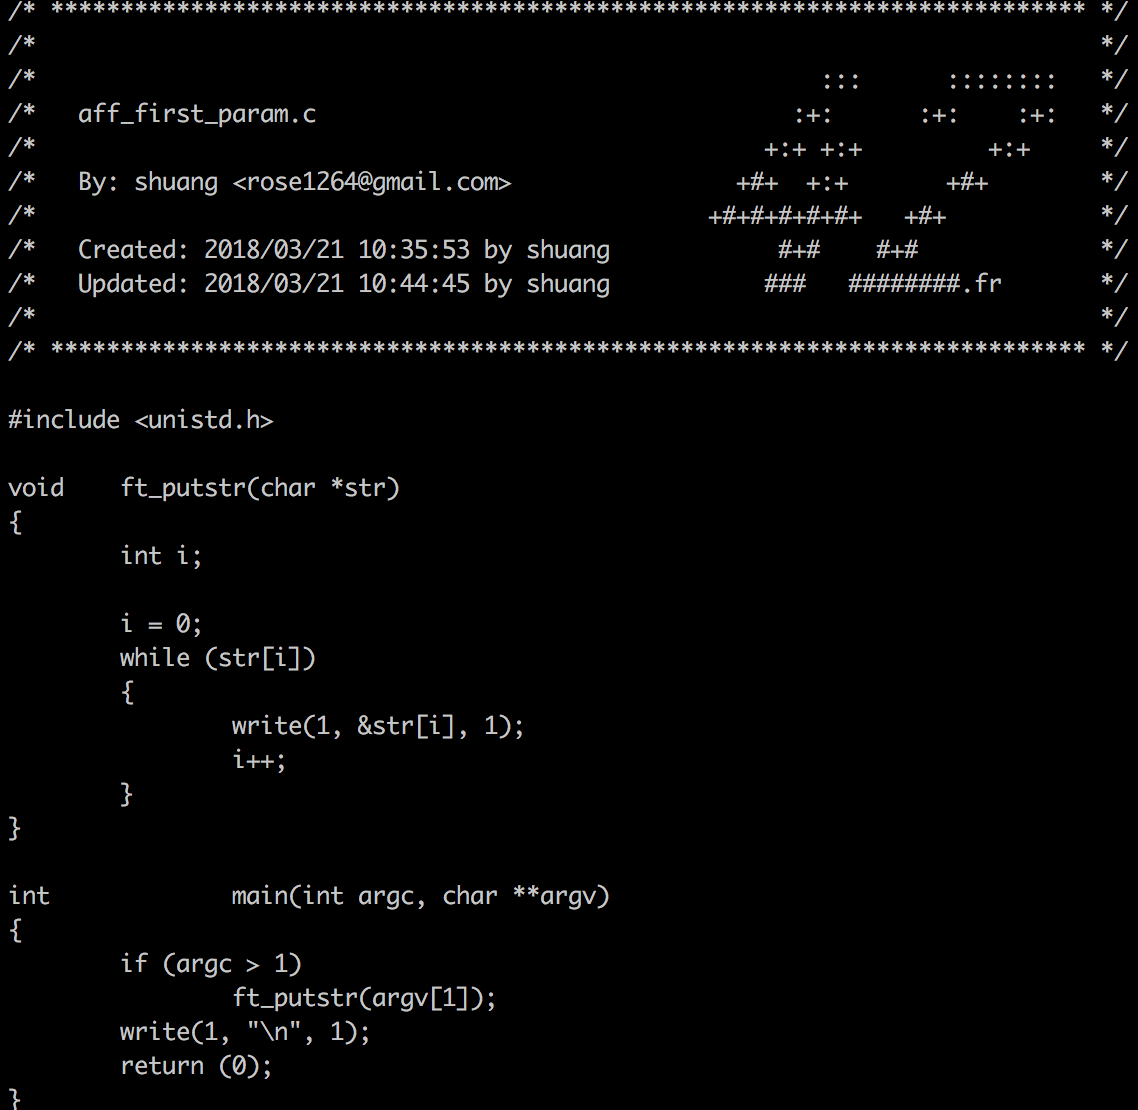 /* ************************************************************************** */
/*                                                                            */
/*                                                        :::      ::::::::   */
/*   aff_first_param.c                                  :+:      :+:    :+:   */
/*                                                    +:+ +:+         +:+     */
/*   By: shuang <rose1264@gmail.com>                +#+  +:+       +#+        */
/*                                                +#+#+#+#+#+   +#+           */
/*   Created: 2018/03/21 10:35:53 by shuang            #+#    #+#             */
/*   Updated: 2018/03/21 10:44:45 by shuang           ###   ########.fr       */
/*                                                                            */
/* ************************************************************************** */

#include <unistd.h>

void    ft_putstr(char *str)
{
        int i;

        i = 0;
        while (str[i])
        {
                write(1, &str[i], 1);
                i++;
        }
}

int             main(int argc, char **argv)
{
        if (argc > 1)
                ft_putstr(argv[1]);
        write(1, "\n", 1);
        return (0);
}